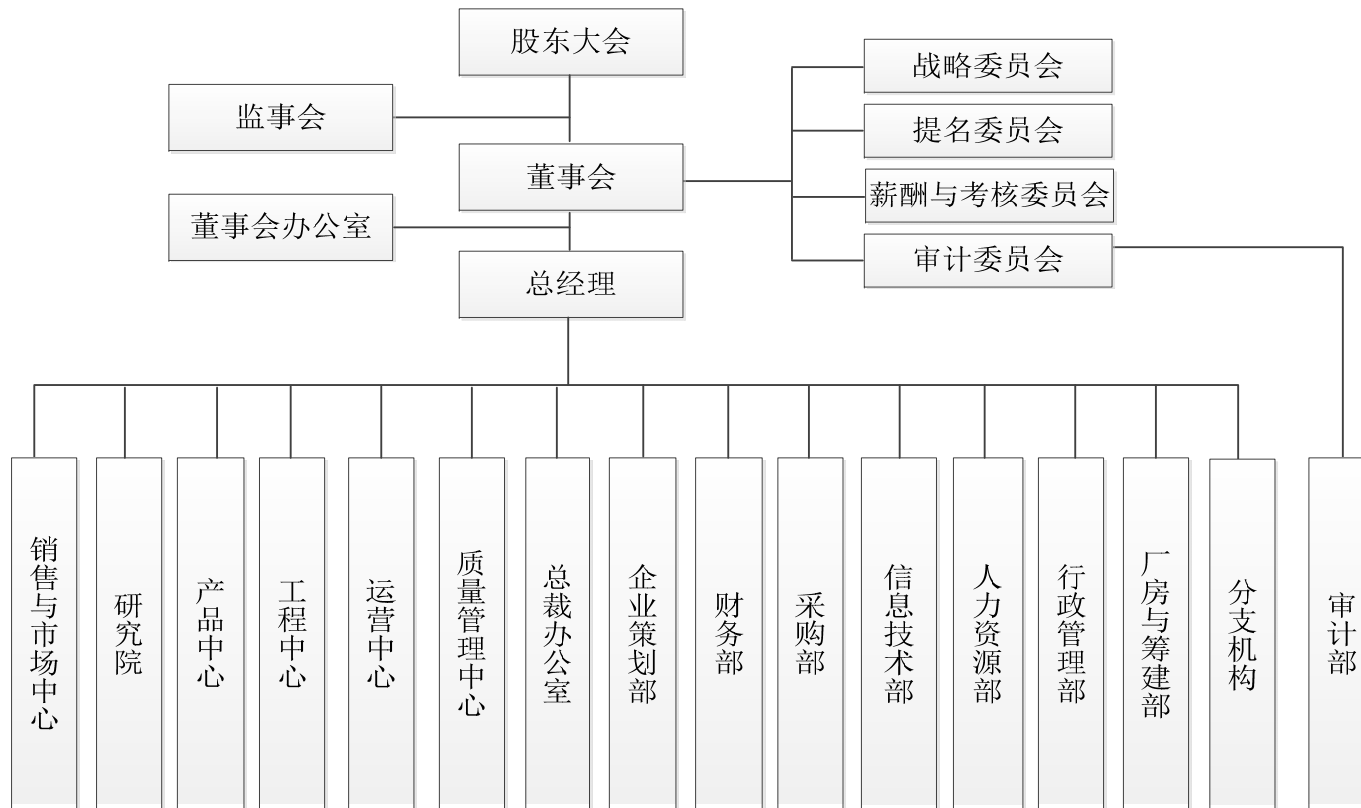 股东大会
战略委员会
监事会
提名委员会
董事会
薪酬与考核委员会
董事会办公室
审计委员会
总经理
销售与市场中心
研究院
产品中心
工程中心
运营中心
质量管理中心
总裁办公室
企业策划部
财务部
采购部
信息技术部
人力资源部
行政管理部
厂房与筹建部
分支机构
审计部